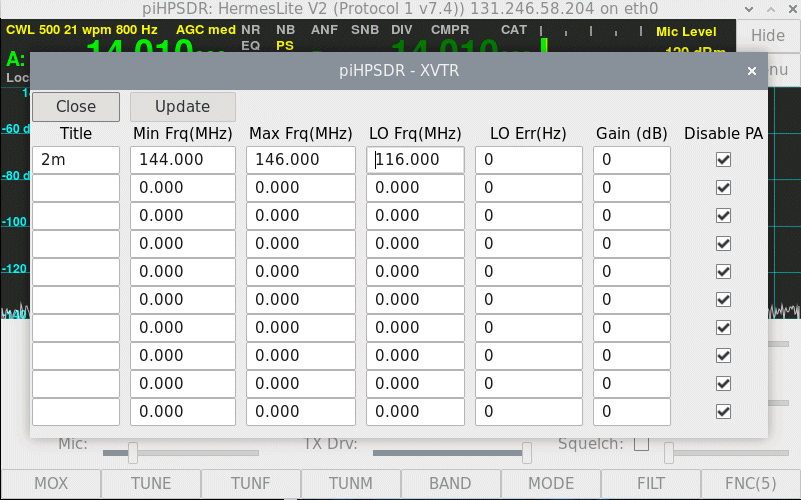 piHPSDR: HermesLite V2 (Protocol 1 v7.4)) 131.246.58.204 on eth0
CWL 500 21 wpm 800 Hz AGC med NR NB ANF SNB DIV CMPR CAT Mic Level Hide
EQ PS
A:
Loc
piHPSDR - XVTR
Close Update
Title Min Frq(MHz) Max Frq(MHz) LO Frq(MHz) LO Err(Hz) Gain (dB) Disable PA
2m 144.000 146.000 116.000 0 0
0.000 0.000 0.000 0 0
0.000 0.000 0.000 0 0
0.000 0.000 0.000 0 0
0.000 0.000 0.000 0 0
0.000 0.000 0.000 0 0
0.000 0.000 0.000 0 0
0.000 0.000 0.000 0 0
0.000 0.000 0.000 0 0
0.000 0.000 0.000 0 0
-60 d
-80 d
-100
-120
Mic: TX Drv: Squelch:
MOX TUNE TUNF TUNM BAND MODE FILT FNC(5)